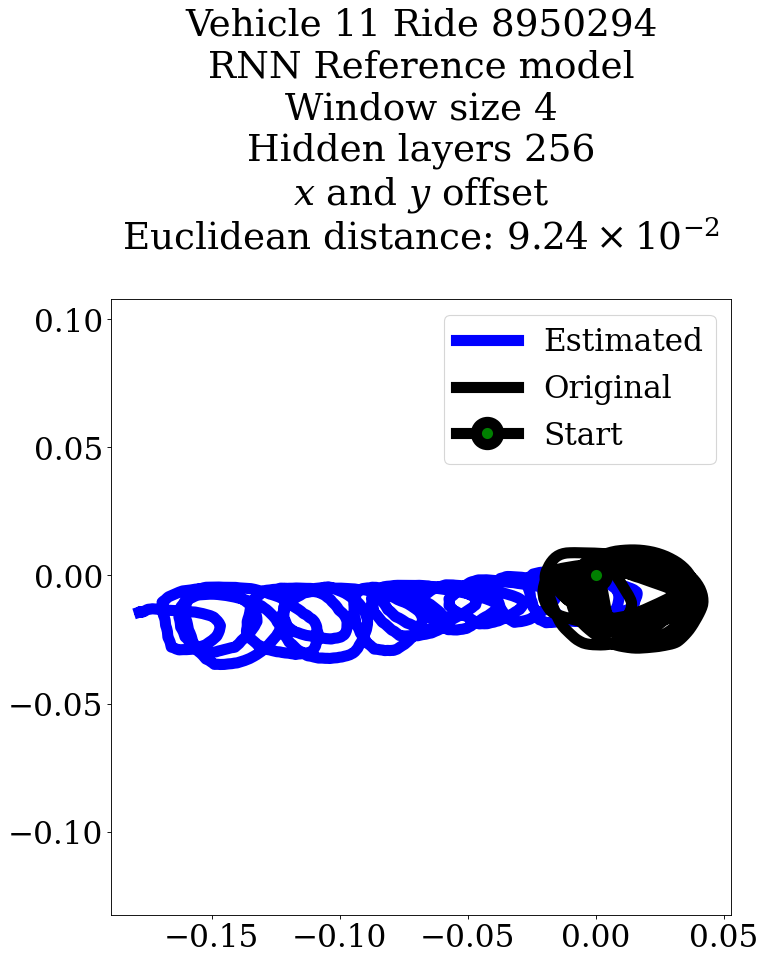 Vehicle 11 Ride 8950294
RNN Reference model
Window size 4
Hidden layers 256
x and y offset
Euclidean distance: 9.24 × 10⁻²
Estimated
Original
Start
0.10
0.05
0.00
−0.05
−0.10
−0.15
−0.10
−0.05
0.00
0.05